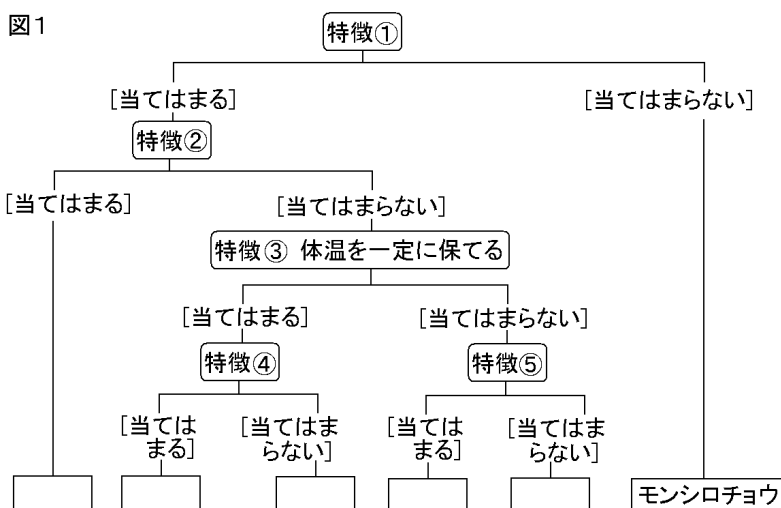 図1
特徴①
[当てはまる]
[当てはまらない]
特徴②
[当てはまる]
[当てはまらない]
特徴③ 体温を一定に保てる
[当てはまる]
[当てはまらない]
特徴④
特徴⑤
[当ては
まる]
[当てはま
らない]
[当ては
まる]
[当てはま
らない]
モンシロチョウ